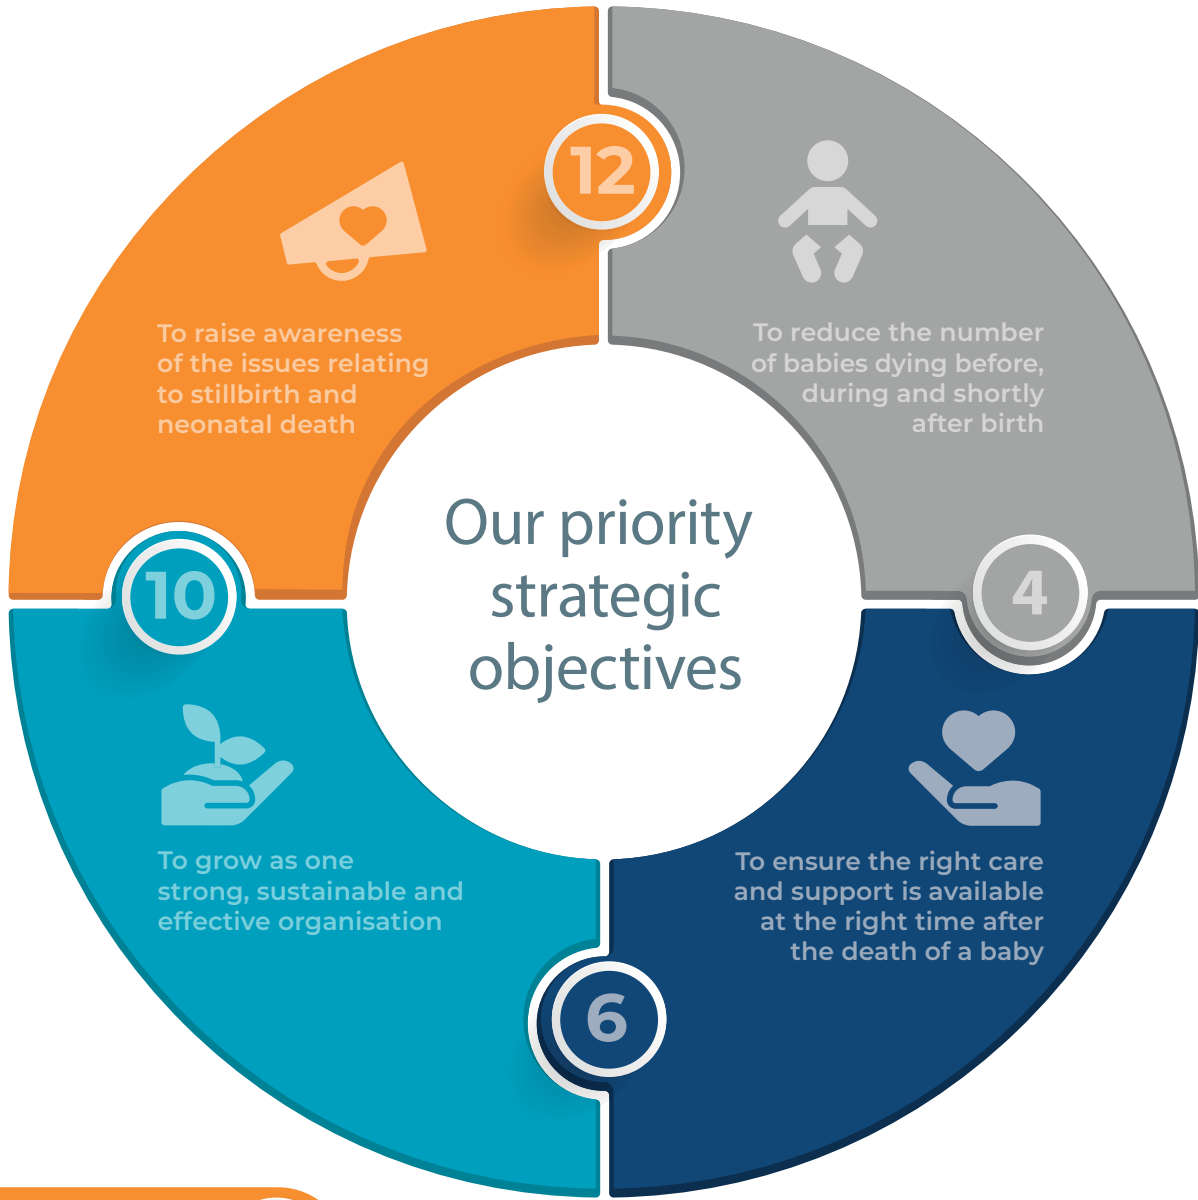 Our priority
strategic
objectives
12
To raise awareness
of the issues relating
to stillbirth and
neonatal death
To reduce the number
of babies dying before,
during and shortly
after birth
4
10
To grow as one
strong, sustainable and
effective organisation
To ensure the right care
and support is available
at the right time after
the death of a baby
6